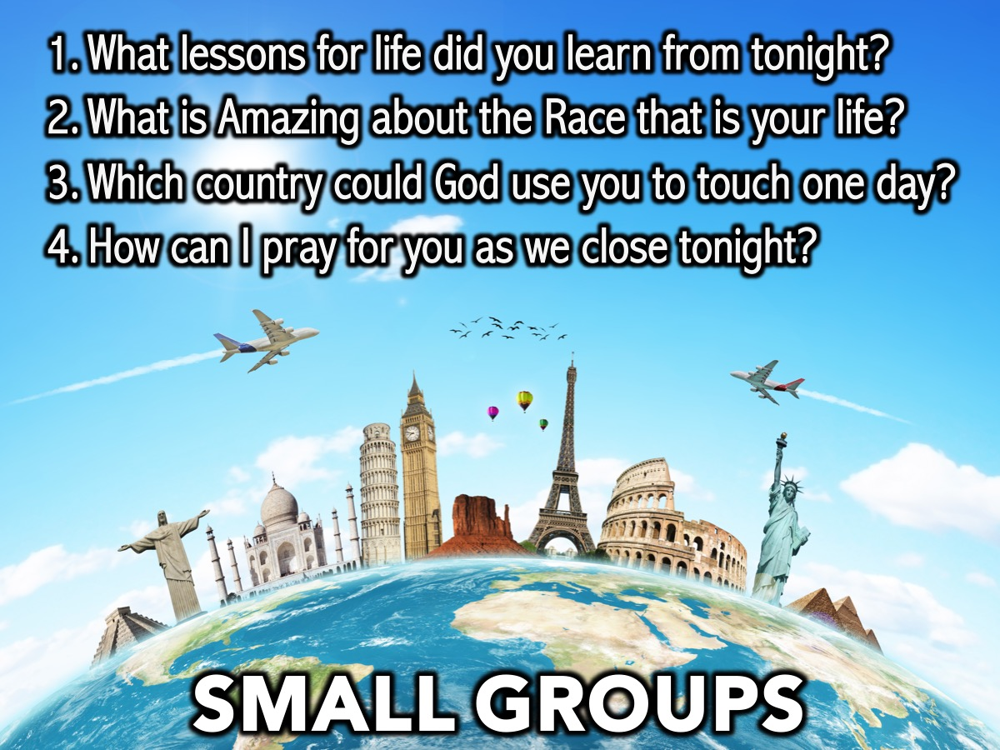 1. What lessons for life did you learn from tonight?
2. What is Amazing about the Race that is your life?
3. Which country could God use you to touch one day?
4. How can I pray for you as we close tonight?
SMALL GROUPS